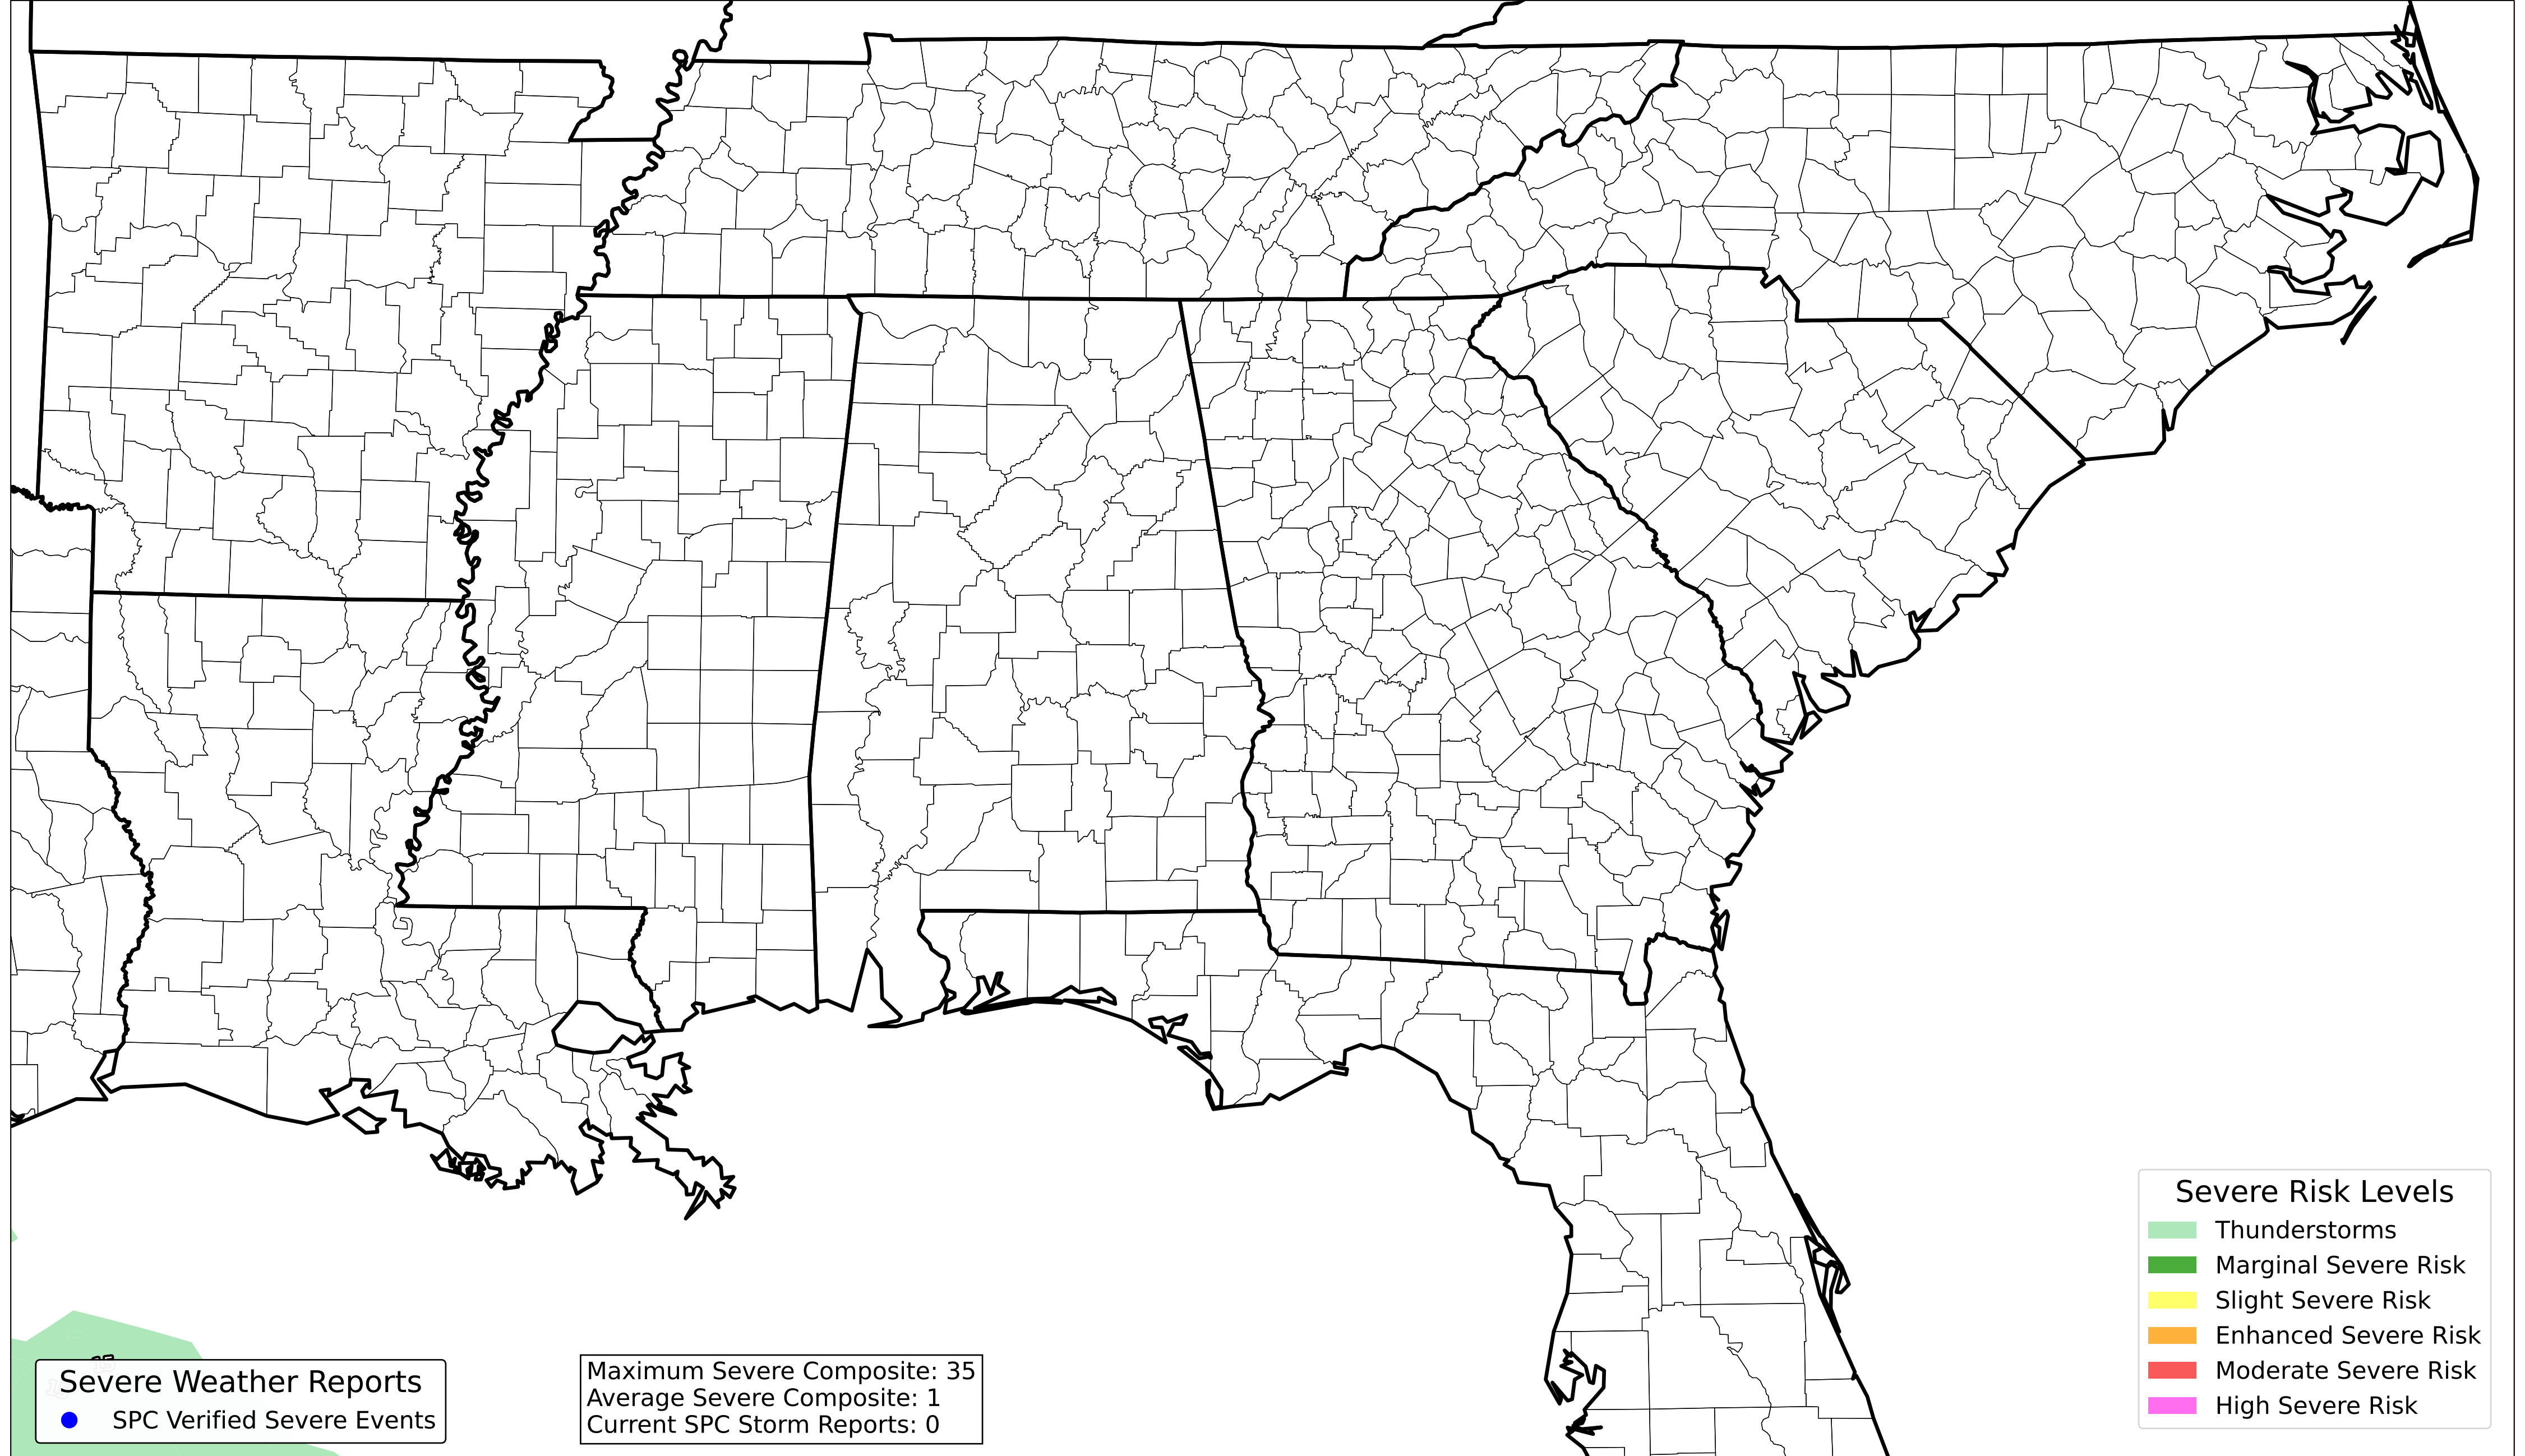 Severe Weather Reports
SPC Verified Severe Events
Maximum Severe Composite: 35
Average Severe Composite: 1
Current SPC Storm Reports: 0
Severe Risk Levels
Thunderstorms
Marginal Severe Risk
Slight Severe Risk
Enhanced Severe Risk
Moderate Severe Risk
High Severe Risk